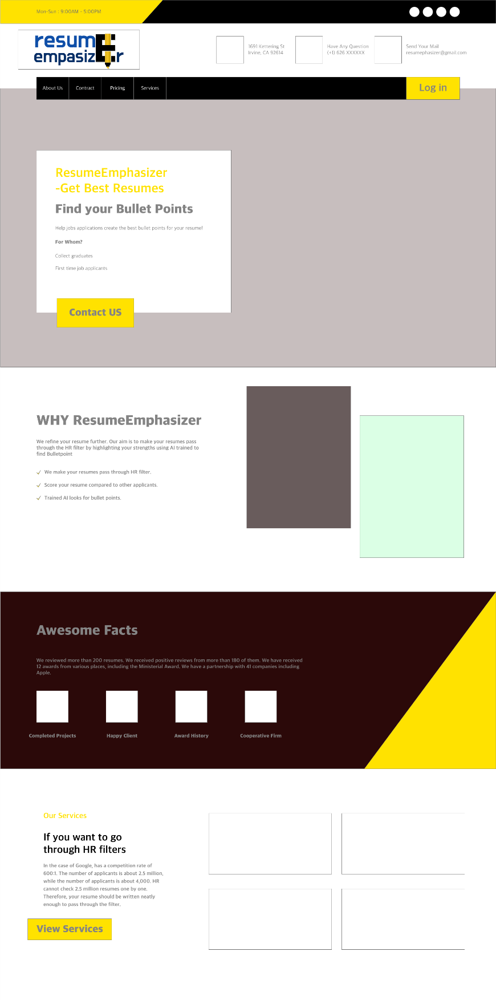 Mon-Sun : 9:00AM - 5:00PM
resumE
empasizEr
1691 Kettering St
Irvine, CA 92614
Have Any Question
(+1) 626 XXXXXX
Send Your Mail
resumephasizer@gmail.com
About Us
Contract
Pricing
Services
Log in
ResumeEmphasizer
-Get Best Resumes
Find your Bullet Points
Help jobs applications create the best bullet points for your resume!
For Whom?
Collect graduates
First time job applicants
Contact US
WHY ResumeEmphasizer
We refine your resume further. Our aim is to make your resumes pass
through the HR filter by highlighting your strengths using AI trained to
find Bulletpoint
We make your resumes pass through HR filter.
Score your resume compared to other applicants.
Trained AI looks for bullet points.
Awesome Facts
We reviewed more than 200 resumes. We received positive reviews from more than 180 of them. We have received
12 awards from various places, including the Ministerial Award. We have a partnership with 41 companies including
Apple.
Completed Projects
Happy Client
Award History
Cooperative Firm
Our Services
If you want to go
through HR filters
In the case of Google, has a competition rate of
600:1. The number of applicants is about 2.5 million,
while the number of applicants is about 4,000. HR
cannot check 2.5 million resumes one by one.
Therefore, your resume should be written neatly
enough to pass through the filter.
View Services